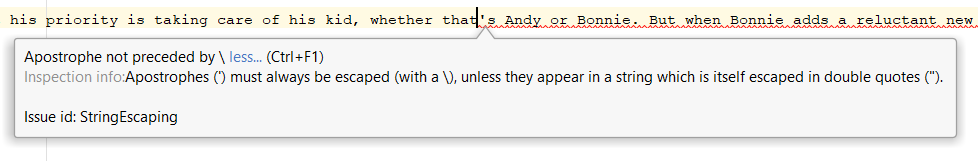 his priority is taking care of his kid, whether that's Andy or Bonnie. But when Bonnie adds a reluctant new
Apostrophe not preceded by \ less... (Ctrl+F1)
Inspection info:Apostrophes (') must always be escaped (with a \), unless they appear in a string which is itself escaped in double quotes (").
Issue id: StringEscaping